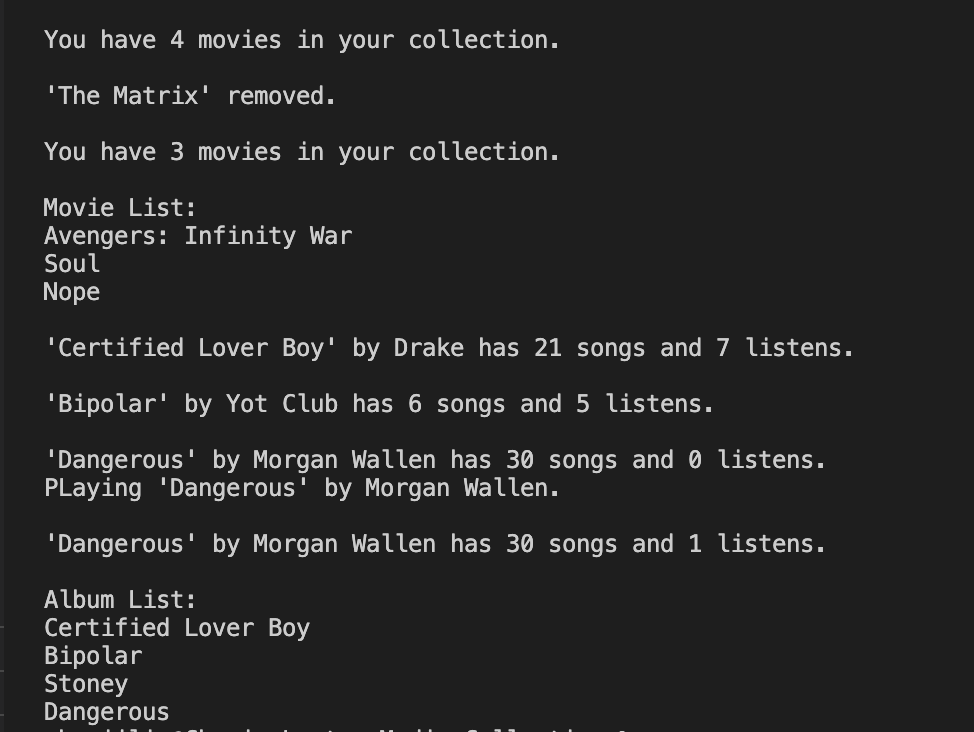 You have 4 movies in your collection.
'The Matrix' removed.
You have 3 movies in your collection.
Movie List:
Avengers: Infinity War
Soul
Nope
'Certified Lover Boy' by Drake has 21 songs and 7 listens.
'Bipolar' by Yot Club has 6 songs and 5 listens.
'Dangerous' by Morgan Wallen has 30 songs and 0 listens.
PLaying 'Dangerous' by Morgan Wallen.
'Dangerous' by Morgan Wallen has 30 songs and 1 listens.
Album List:
Certified Lover Boy
Bipolar
Stoney
Dangerous